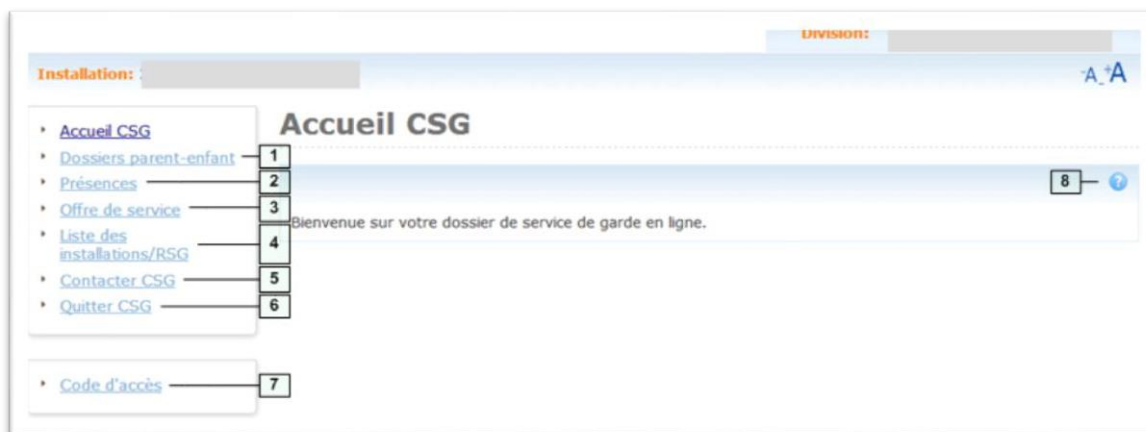 Division:
Installation:
-A +A
Accueil CSG
Accueil CSG
Dossiers parent-enfant 1
Présences 2
8 ?
Offre de service 3
Bienvenue sur votre dossier de service de garde en ligne.
Liste des
installations/RSG 4
Contacter CSG 5
Quitter CSG 6
Code d'accès 7